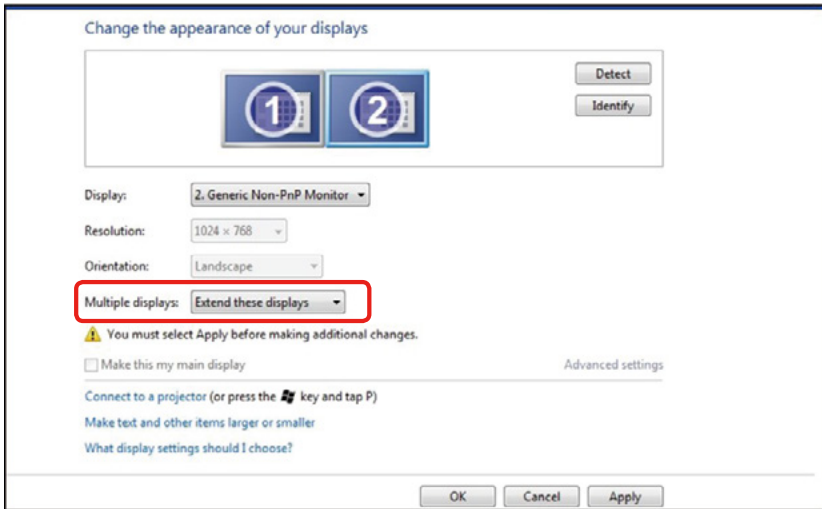 Change the appearance of your displays
1 2
Detect
Identify
Display: 2. Generic Non-PnP Monitor
Resolution: 1024 × 768
Orientation: Landscape
Multiple displays: Extend these displays
You must select Apply before making additional changes.
Make this my main display Advanced settings
Connect to a projector (or press the key and tap P)
Make text and other items larger or smaller
What display settings should I choose?
OK Cancel Apply